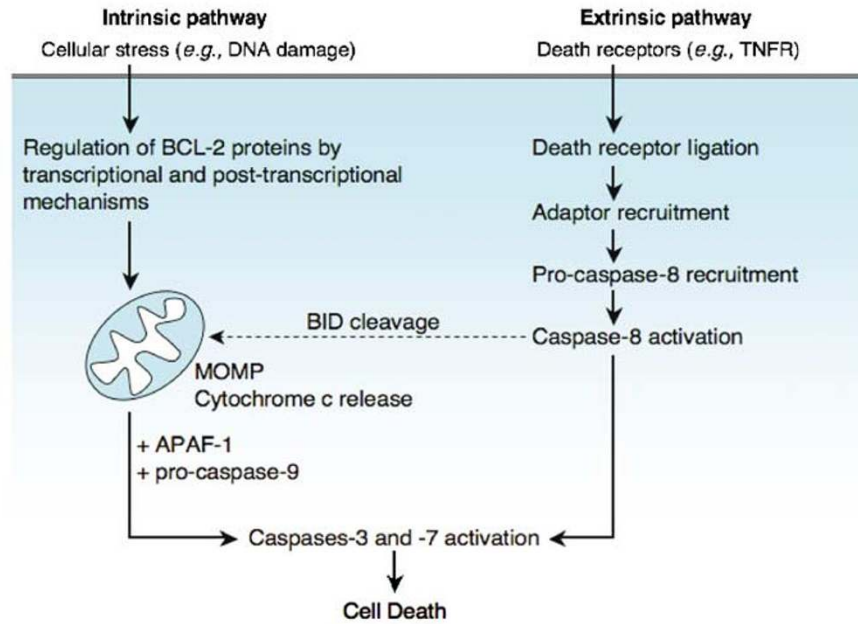 Intrinsic pathway
Cellular stress (e.g., DNA damage)
Extrinsic pathway
Death receptors (e.g., TNFR)
Regulation of BCL-2 proteins by
transcriptional and post-transcriptional
mechanisms
Death receptor ligation
Adaptor recruitment
Pro-caspase-8 recruitment
BID cleavage
Caspase-8 activation
MOMP
Cytochrome c release
+ APAF-1
+ pro-caspase-9
Caspases-3 and -7 activation
Cell Death